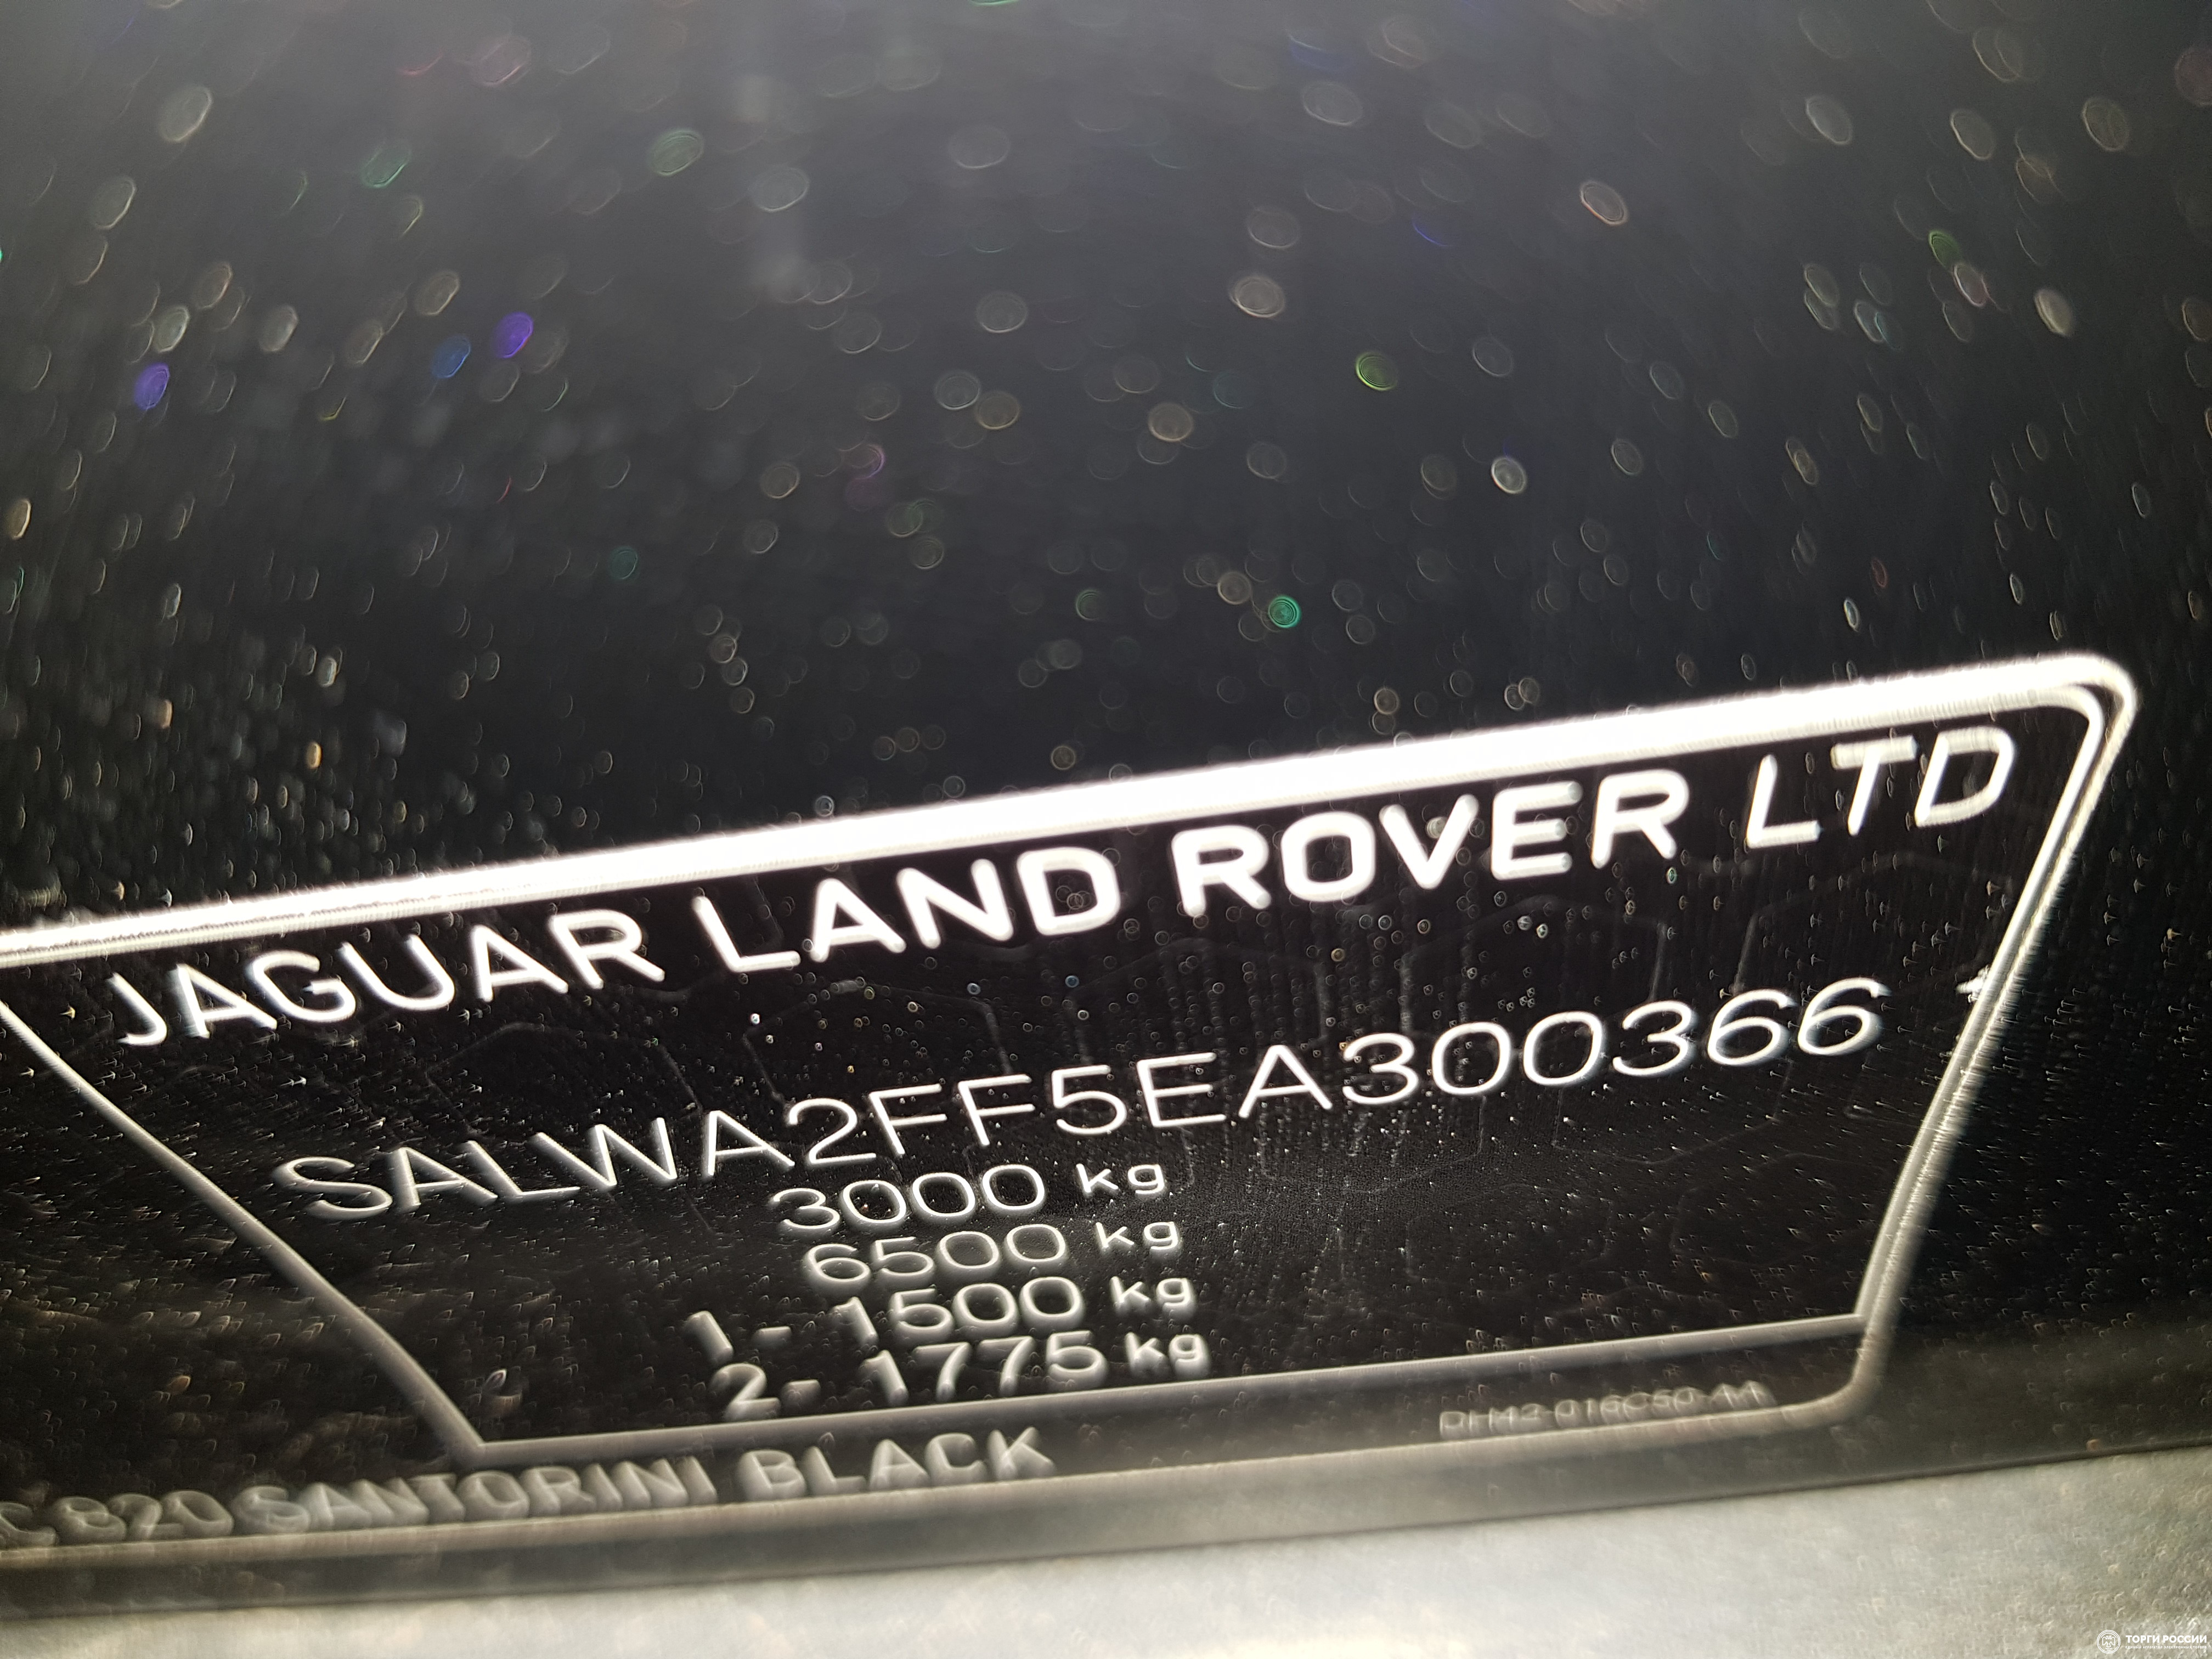 JAGUAR LAND ROVER LTD
SALWA2FF5EA300366
3000 kg
6500 kg
1 - 1500 kg
2 - 1775 kg
C 820 SANTORINI BLACK
ТОРГИ РОССИИ